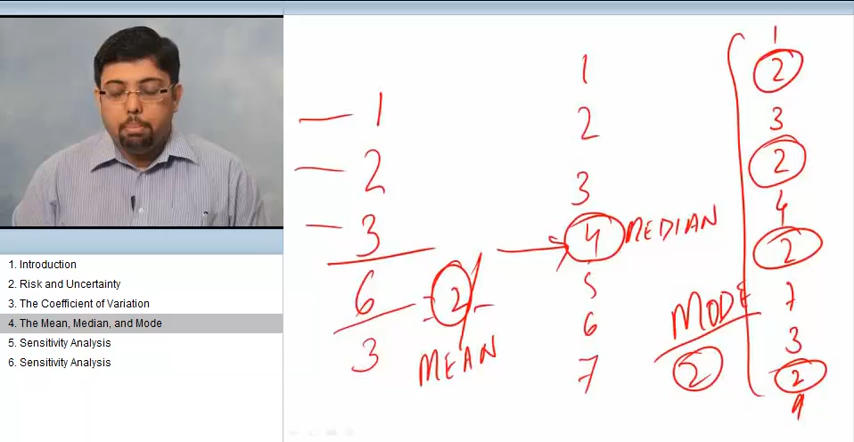 1. Introduction
2. Risk and Uncertainty
3. The Coefficient of Variation
4. The Mean, Median, and Mode
5. Sensitivity Analysis
6. Sensitivity Analysis
— 1
— 2
— 3
6
3
= 2
MEAN
1
2
3
4 MEDIAN
5
6
7
MODE
2
1
2
3
2
4
2
7
3
2
9